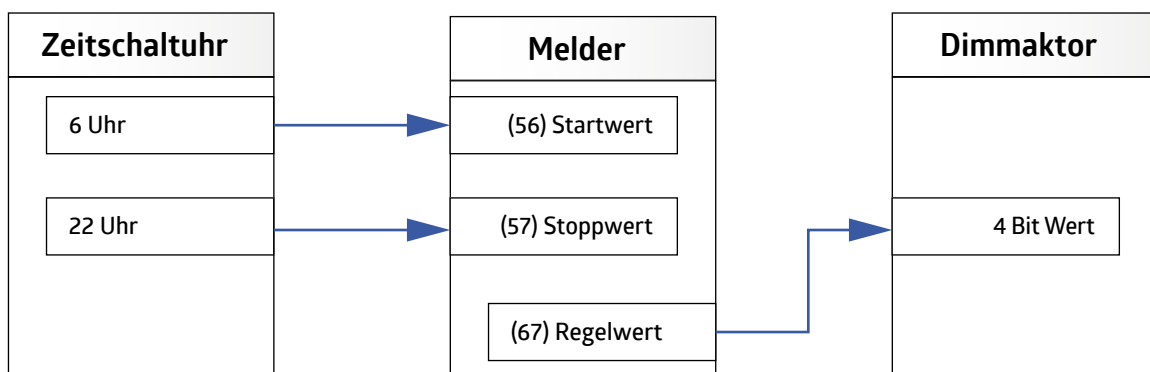 Zeitschaltuhr
Melder
Dimmaktor
6 Uhr
(56) Startwert
22 Uhr
(57) Stoppwert
4 Bit Wert
(67) Regelwert